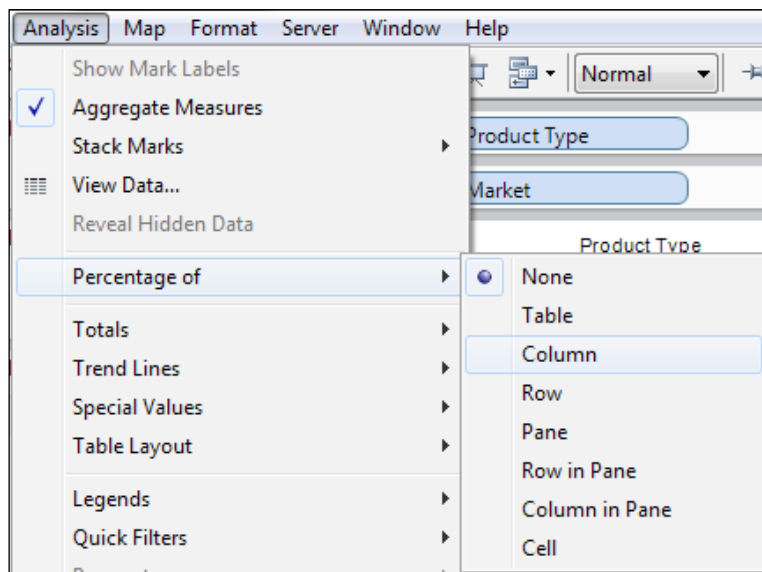 Analysis Map Format Server Window Help
Show Mark Labels
Normal
Aggregate Measures
Product Type
Stack Marks
View Data...
Market
Reveal Hidden Data
Product Type
Percentage of
None
Table
Totals
Column
Trend Lines
Row
Special Values
Pane
Table Layout
Row in Pane
Legends
Column in Pane
Quick Filters
Cell